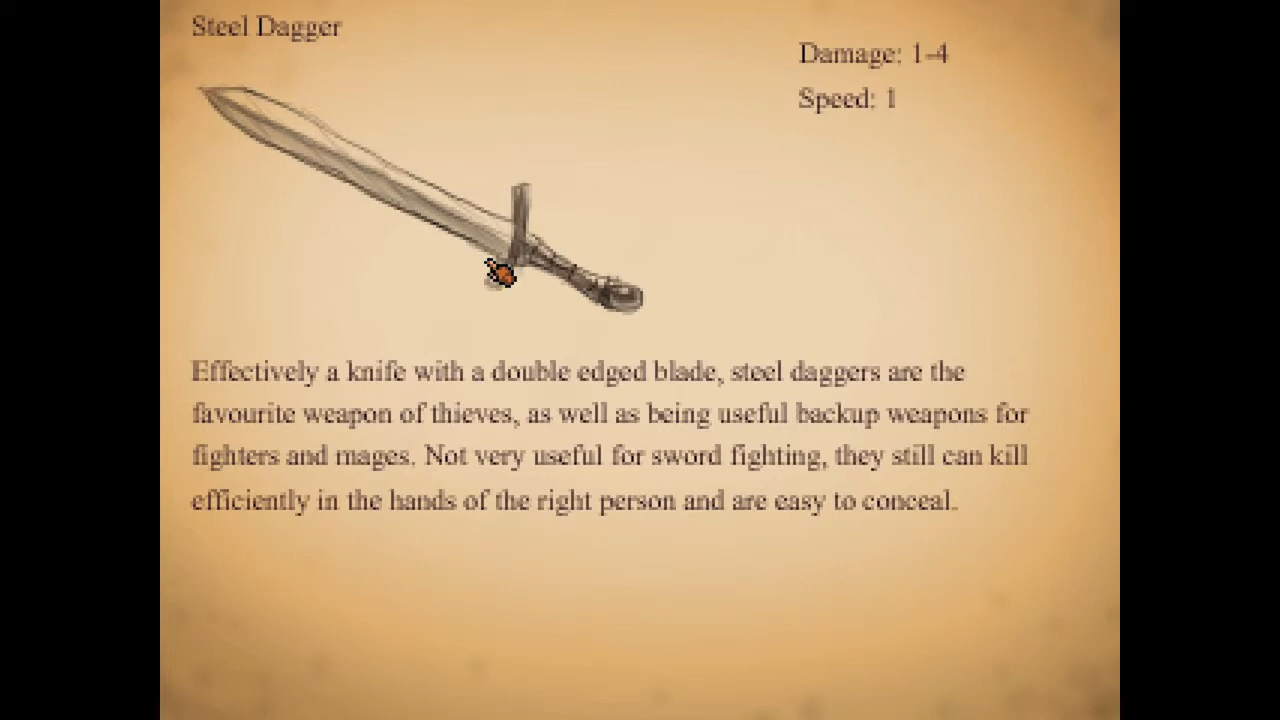 Steel Dagger
Damage: 1-4
Speed: 1
Effectively a knife with a double edged blade, steel daggers are the
favourite weapon of thieves, as well as being useful backup weapons for
fighters and mages. Not very useful for sword fighting, they still can kill
efficiently in the hands of the right person and are easy to conceal.